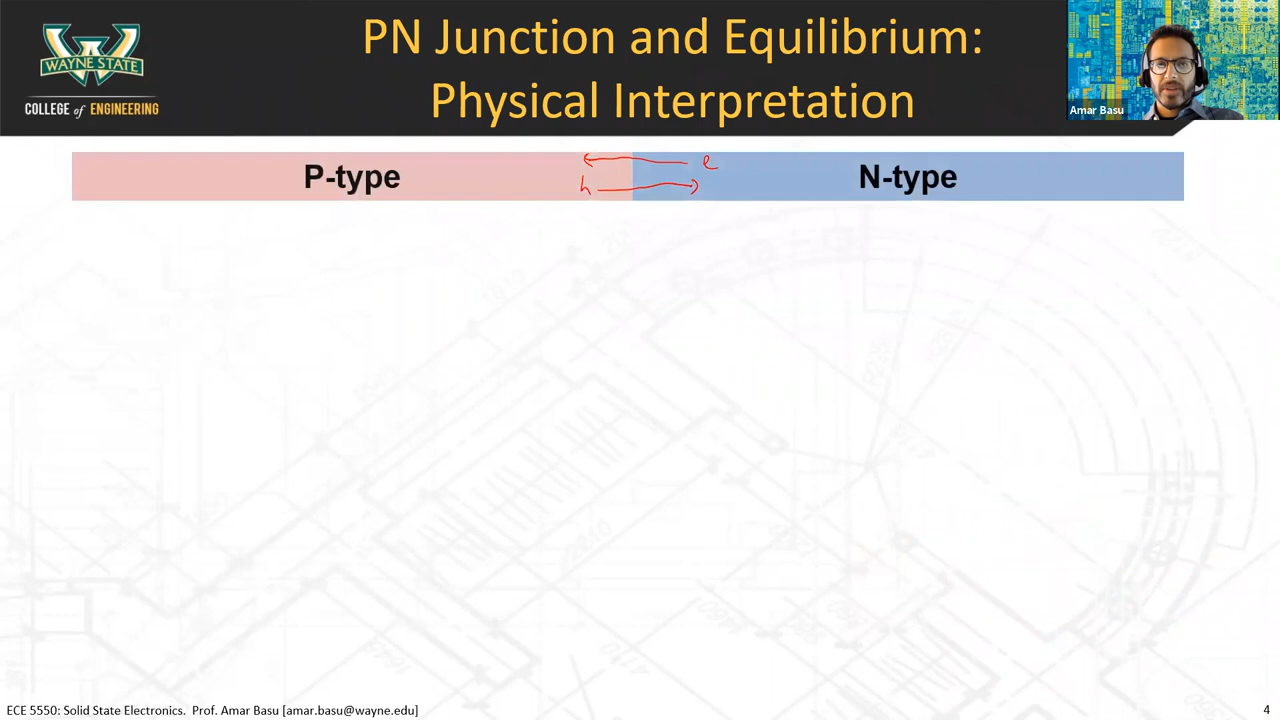 WAYNE STATE
COLLEGE of ENGINEERING
PN Junction and Equilibrium:
Physical Interpretation
Amar Basu
P-type
e
h
N-type
ECE 5550: Solid State Electronics. Prof. Amar Basu [amar.basu@wayne.edu]
4